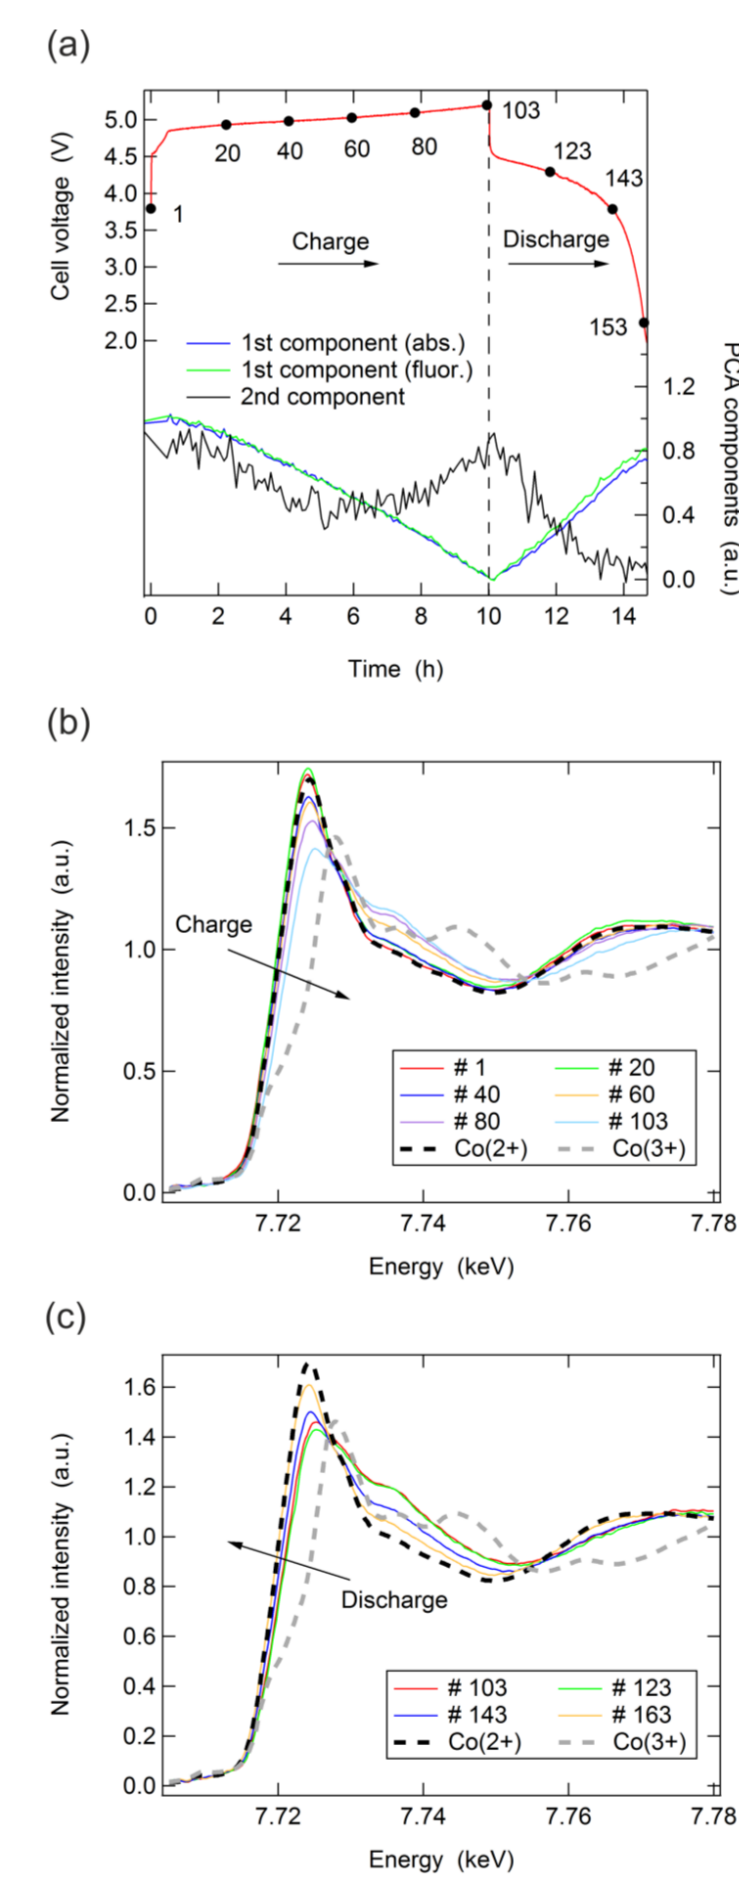 (a)
5.0
4.5
4.0
3.5
3.0
2.5
2.0
Cell voltage (V)
1
20
40
60
80
103
123
143
153
Charge
Discharge
1st component (abs.)
1st component (fluor.)
2nd component
1.2
0.8
0.4
0.0
PCA components (a.u.)
0
2
4
6
8
10
12
14
Time (h)
(b)
1.5
1.0
0.5
0.0
Normalized intensity (a.u.)
Charge
# 1
# 20
# 40
# 60
# 80
# 103
Co(2+)
Co(3+)
7.72
7.74
7.76
7.78
Energy (keV)
(c)
1.6
1.4
1.2
1.0
0.8
0.6
0.4
0.2
0.0
Normalized intensity (a.u.)
Discharge
# 103
# 123
# 143
# 163
Co(2+)
Co(3+)
7.72
7.74
7.76
7.78
Energy (keV)